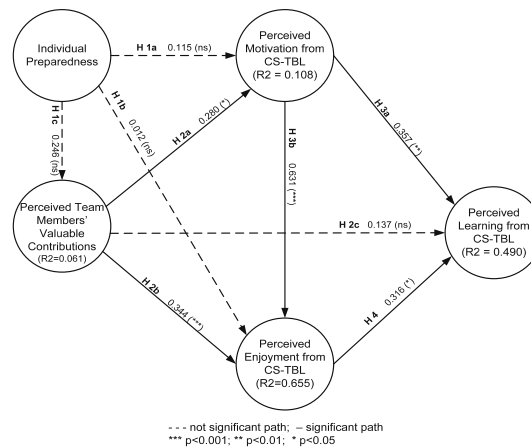 Individual
Preparedness
H 1a 0.115 (ns)
Perceived
Motivation from
CS-TBL
(R2 = 0.108)
H 1c
0.246 (ns)
H 1b
0.012 (ns)
H 2a
0.280 (*)
H 3b
0.631 (***)
H 3a
0.357 (**)
Perceived Team
Members'
Valuable
Contributions
(R2=0.061)
H 2c 0.137 (ns)
Perceived
Learning from
CS-TBL
(R2 = 0.490)
H 2b
0.344 (***)
H 4
0.316 (*)
Perceived
Enjoyment from
CS-TBL
(R2=0.655)
- - - not significant path; – significant path
*** p<0.001; ** p<0.01; * p<0.05